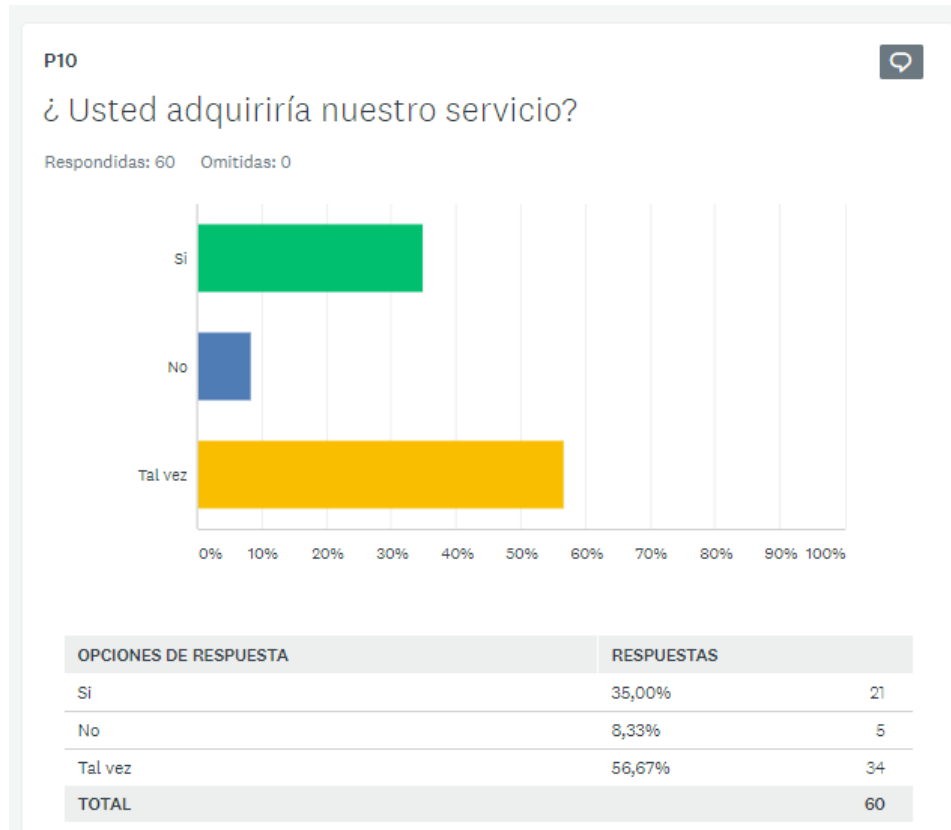 P10
¿ Usted adquiriría nuestro servicio?
Respondidas: 60 Omitidas: 0
Si
No
Tal vez
0% 10% 20% 30% 40% 50% 60% 70% 80% 90% 100%
OPCIONES DE RESPUESTA RESPUESTAS
Si 35,00% 21
No 8,33% 5
Tal vez 56,67% 34
TOTAL 60